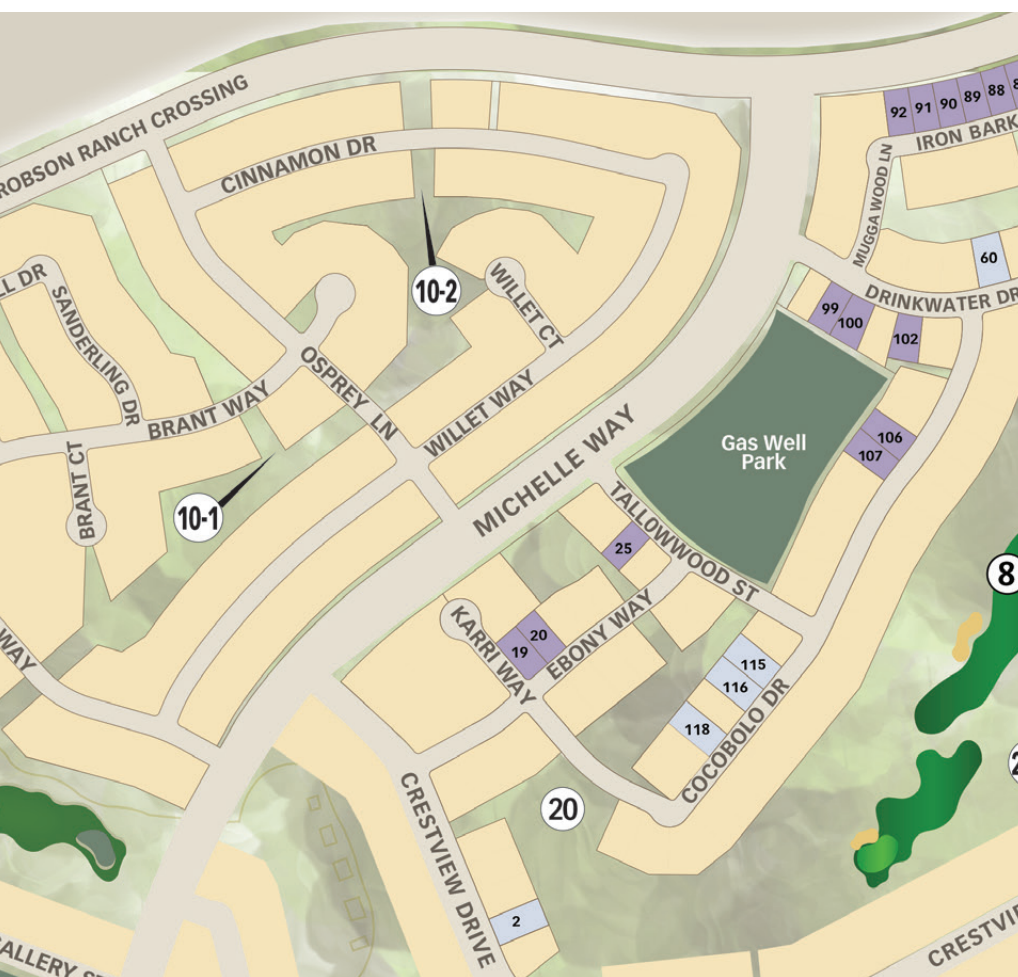 ROBSON RANCH CROSSING
CINNAMON DR
92 91 90 89 88
IRON BARK
MUGGA WOOD LN
60
DRINKWATER DR
99
100
102
10-2
WILLET CT
SANDERLING DR
OSPREY LN
BRANT WAY
WILLET WAY
BRANT CT
MICHELLE WAY
Gas Well
Park
106
107
10-1
TALLOWWOOD ST
25
8
KARRI WAY
20
19
EBONY WAY
WAY
115
116
118
COCOBOLO DR
CRESTVIEW DRIVE
20
2